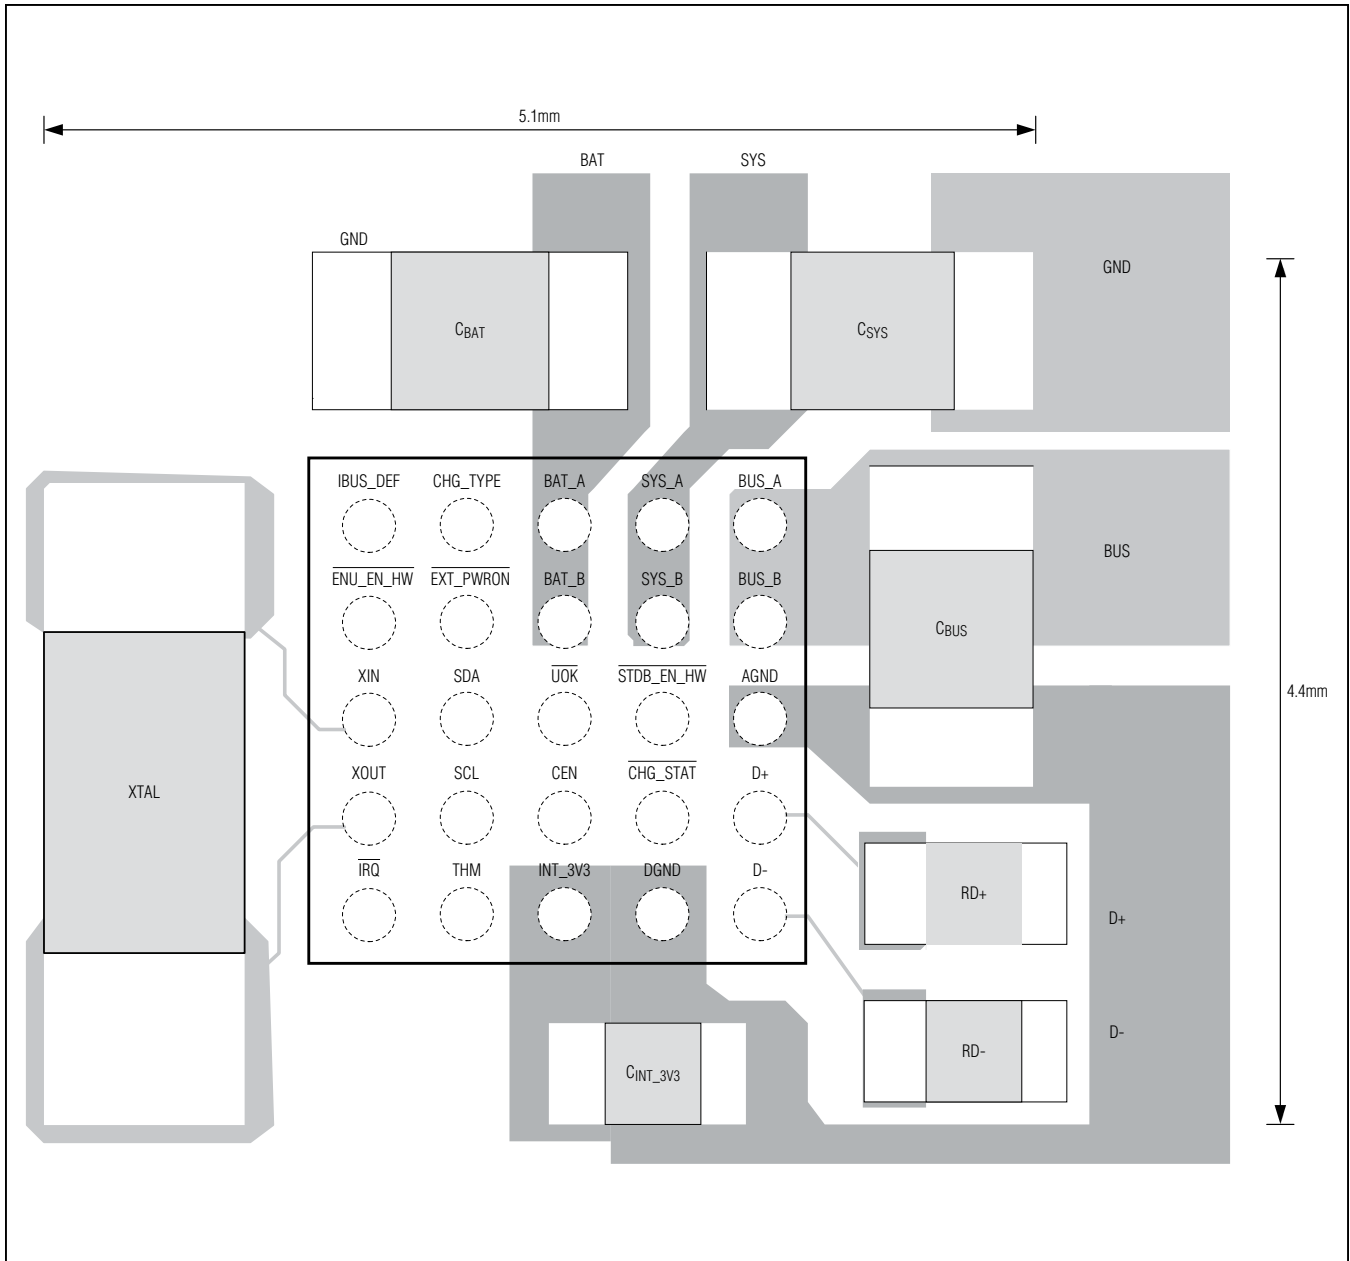 5.1mm
BAT SYS
GND
GND
CBAT CSYS
IBUS_DEF CHG_TYPE BAT_A SYS_A BUS_A
BUS
ENU_EN_HW EXT_PWRON BAT_B SYS_B BUS_B
CBUS
XIN SDA UOK STDB_EN_HW AGND
4.4mm
XOUT SCL CEN CHG_STAT D+
XTAL
IRQ THM INT_3V3 DGND D-
RD+
D+
D-
RD-
CINT_3V3